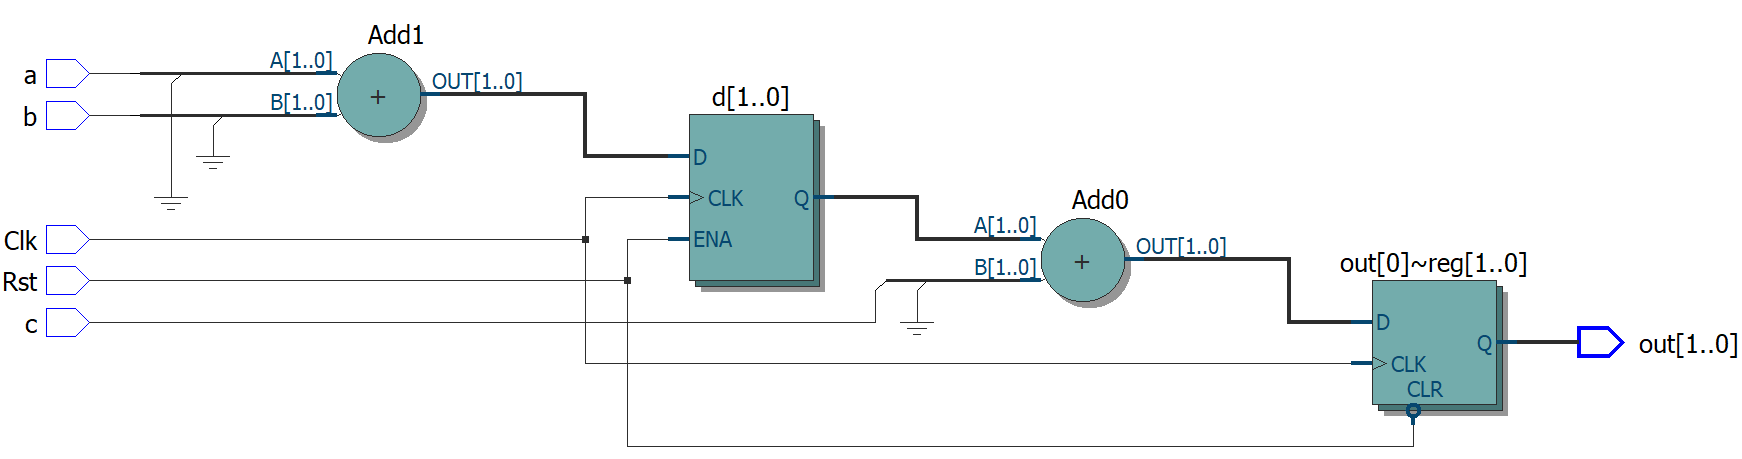 Add1
a
A[1..0]
OUT[1..0]
b
B[1..0]
+
d[1..0]
D
CLK
Q
ENA
Add0
Clk
A[1..0]
OUT[1..0]
Rst
B[1..0]
+
out[0]~reg[1..0]
c
D
Q
out[1..0]
CLK
CLR